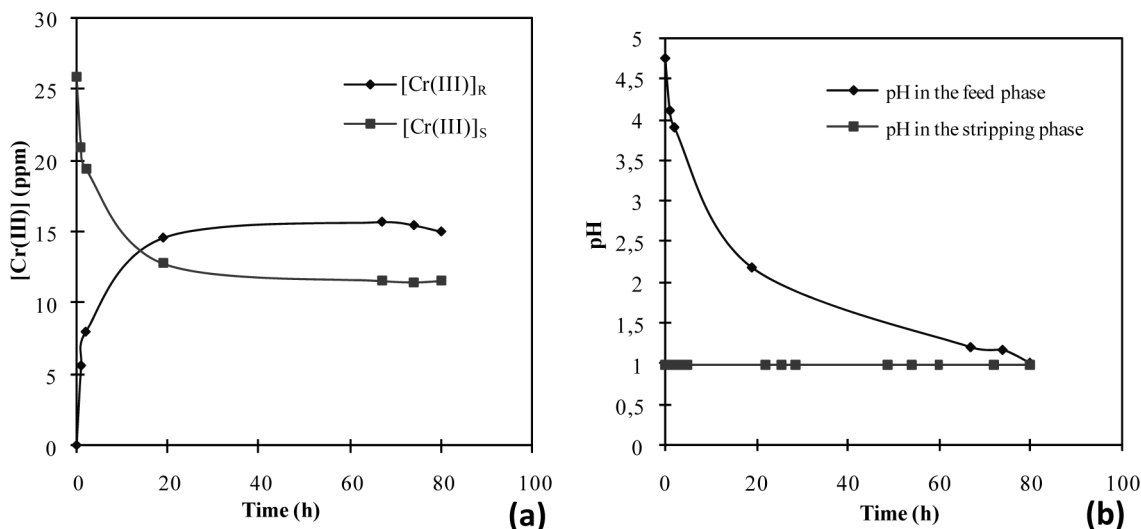 30
25
20
15
10
5
0
[Cr(III)] (ppm)
[Cr(III)]R
[Cr(III)]S
0 20 40 60 80 100
Time (h)
(a)
5
4,5
4
3,5
3
2,5
2
1,5
1
0,5
0
pH
pH in the feed phase
pH in the stripping phase
0 20 40 60 80 100
Time (h)
(b)